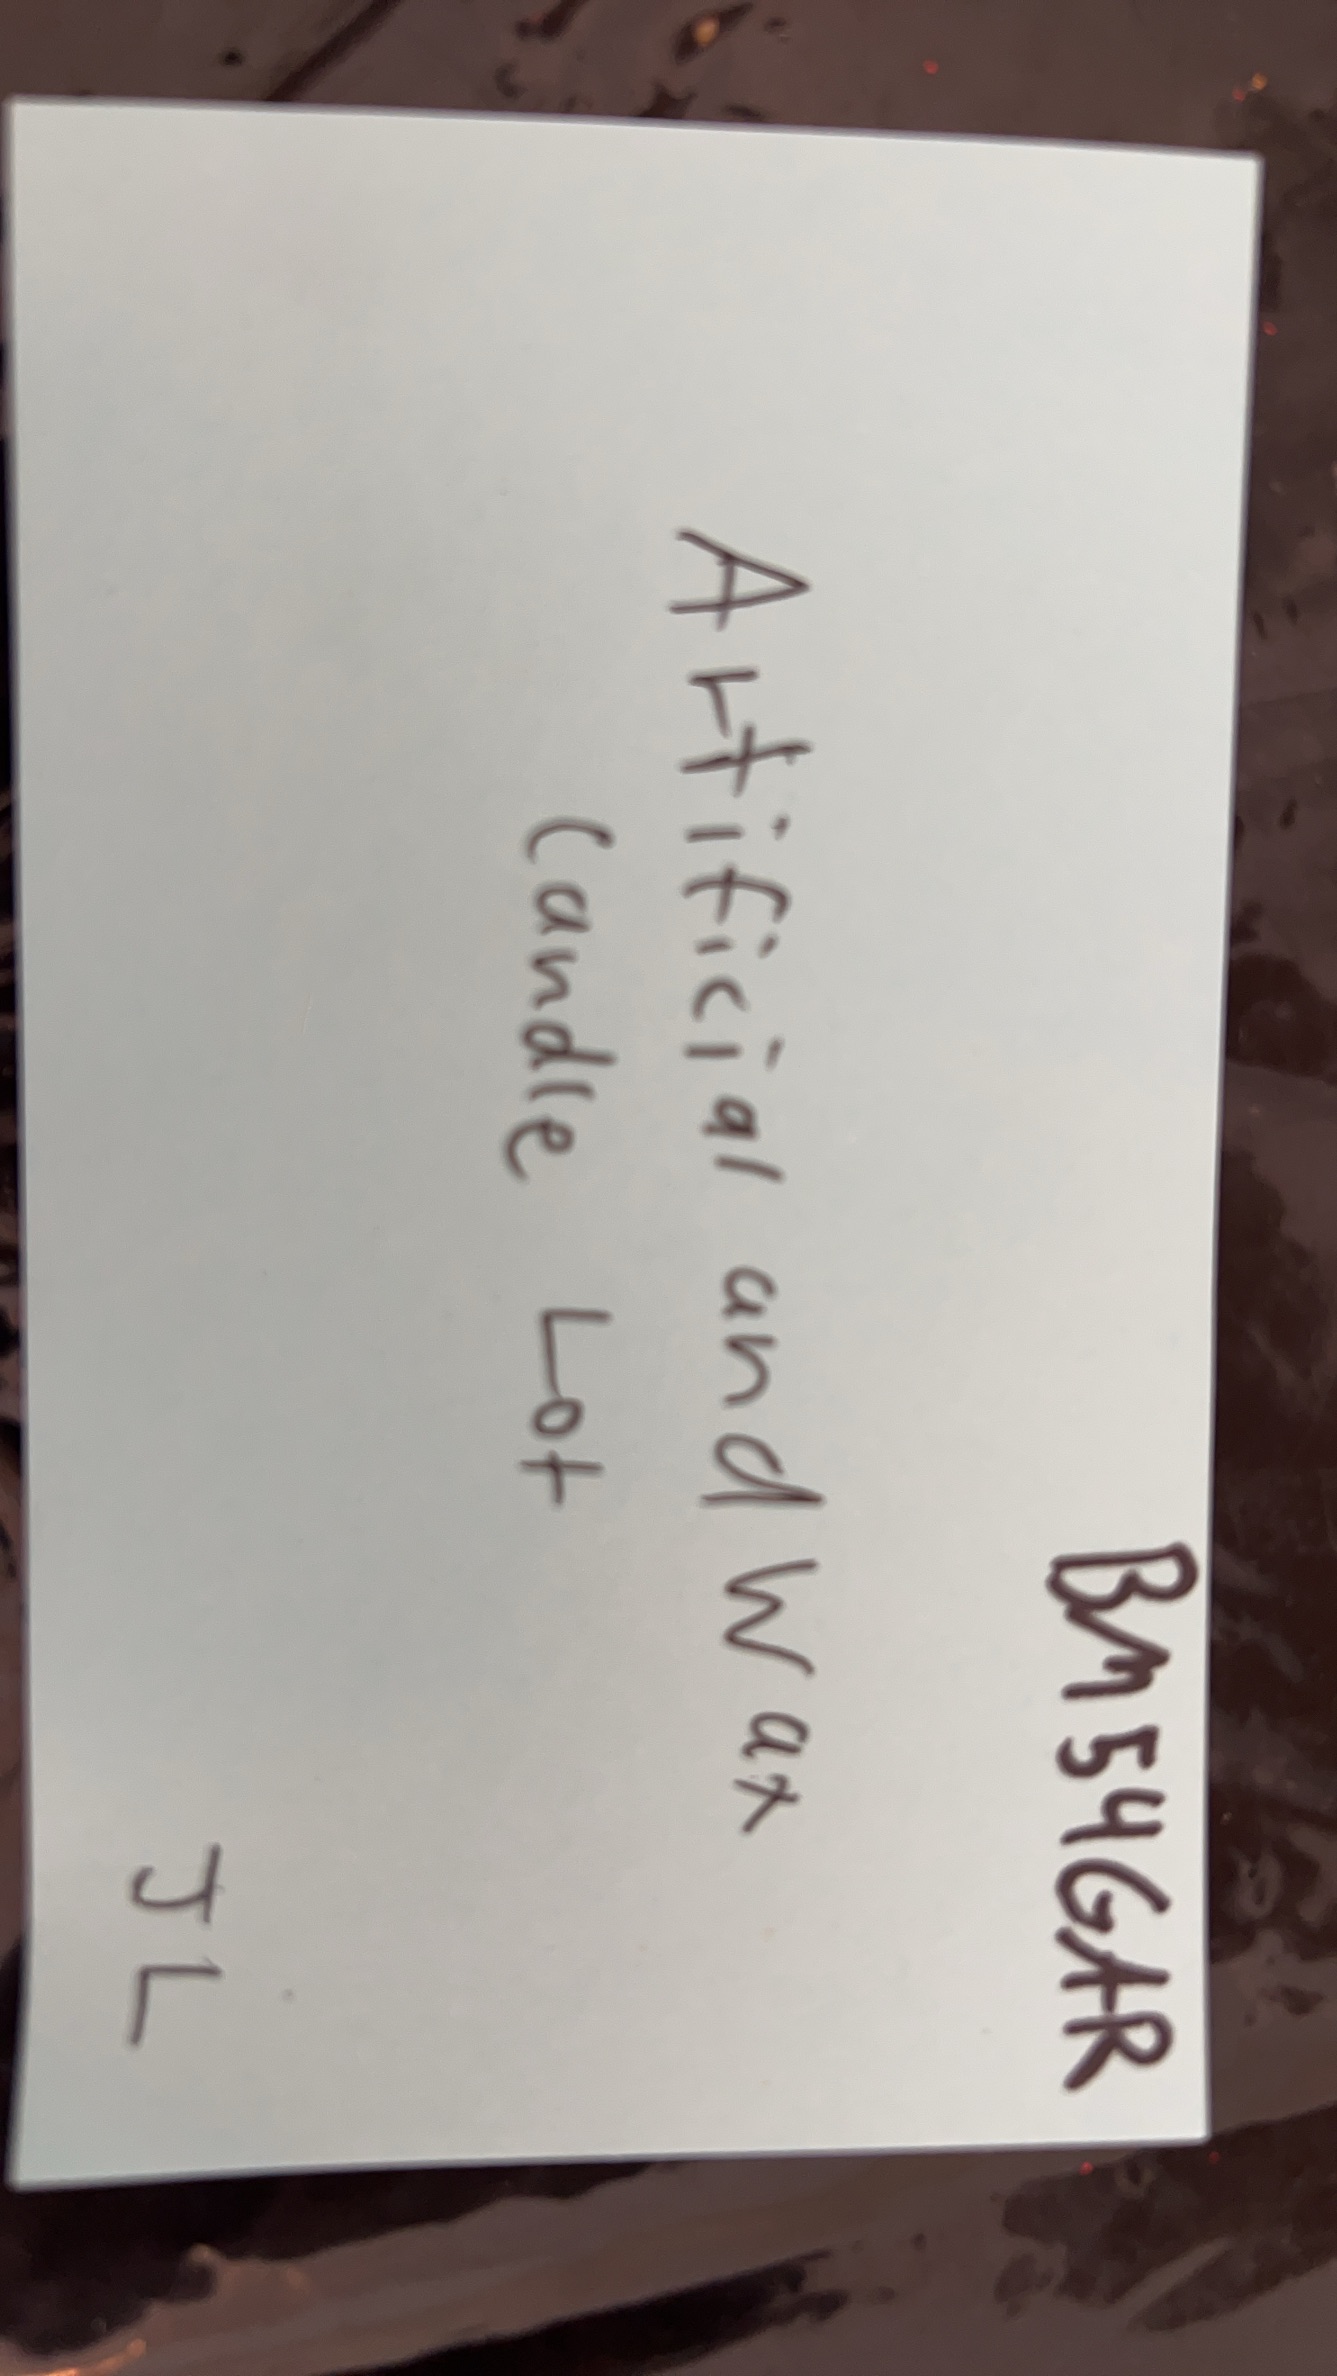 BM54GAR
Artificial and Wax
Candle Lot
JL